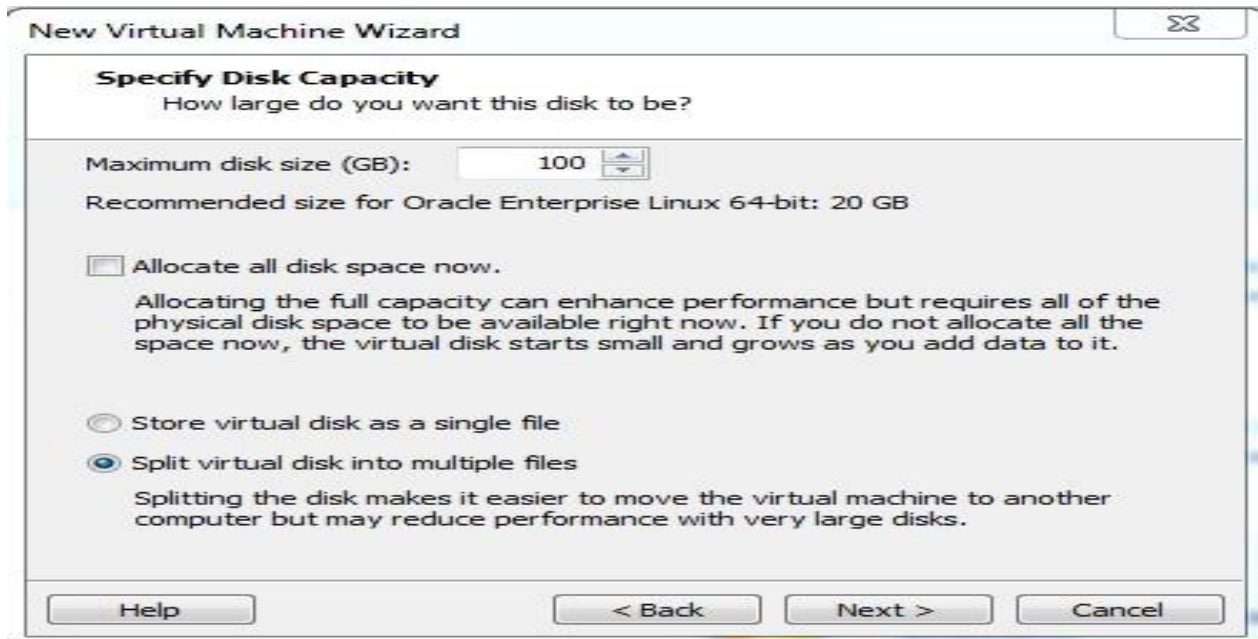 New Virtual Machine Wizard
Specify Disk Capacity
How large do you want this disk to be?
Maximum disk size (GB): 100
Recommended size for Oracle Enterprise Linux 64-bit: 20 GB
Allocate all disk space now.
Allocating the full capacity can enhance performance but requires all of the
physical disk space to be available right now. If you do not allocate all the
space now, the virtual disk starts small and grows as you add data to it.
Store virtual disk as a single file
Split virtual disk into multiple files
Splitting the disk makes it easier to move the virtual machine to another
computer but may reduce performance with very large disks.
Help < Back Next > Cancel